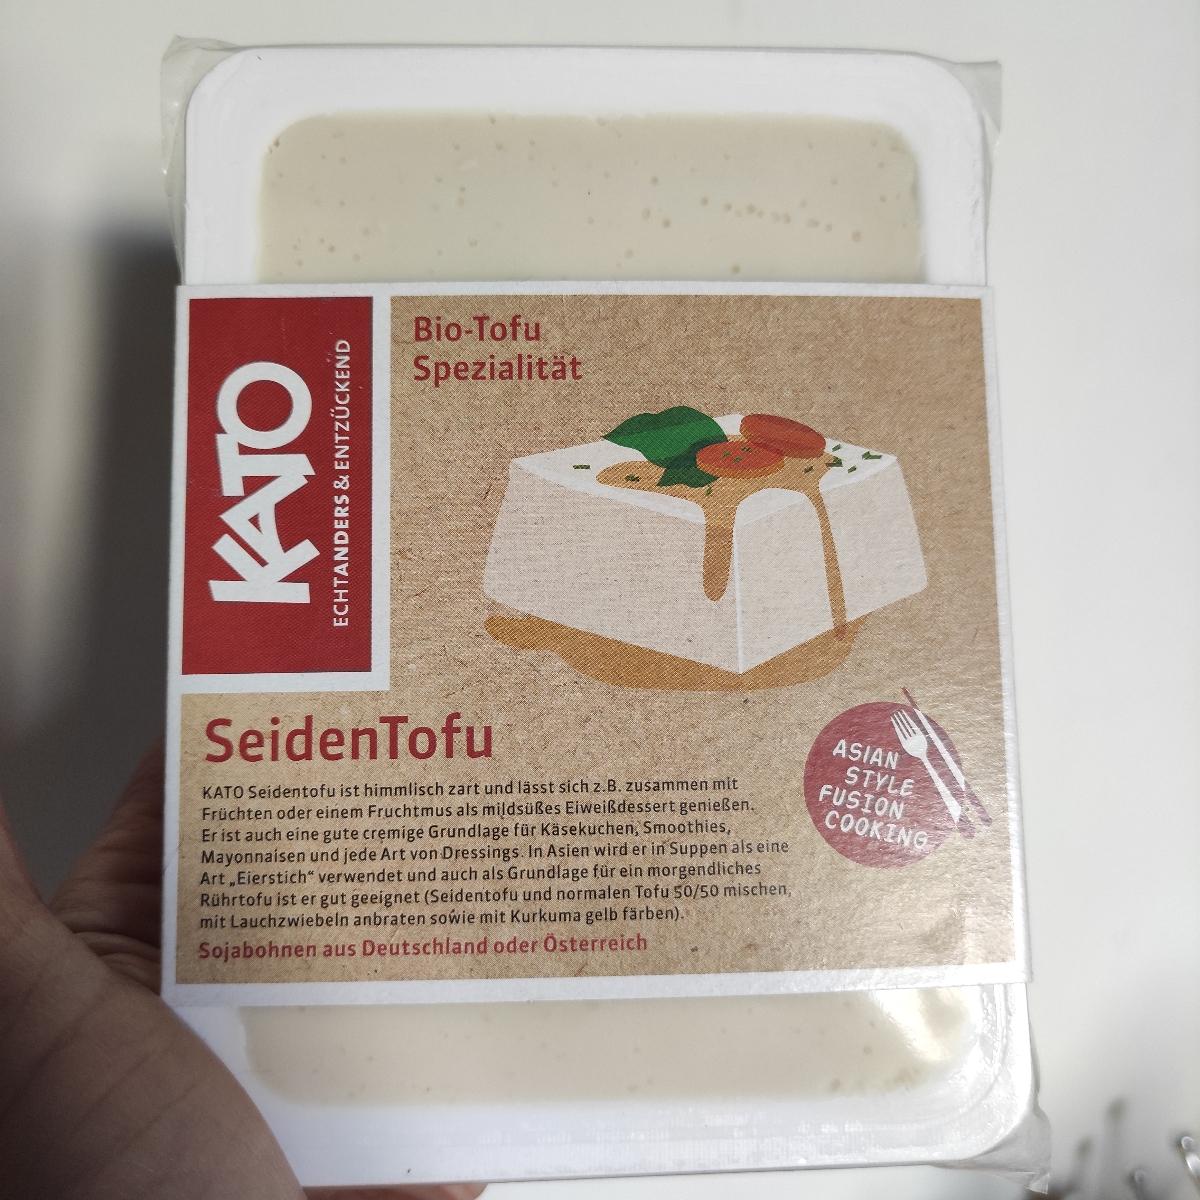 KATO
ECHTANDERS & ENTZÜCKEND
Bio-Tofu
Spezialität
SeidenTofu
KATO Seidentofu ist himmlisch zart und lässt sich z.B. zusammen mit
Früchten oder einem Fruchtmus als mildsüßes Eiweißdessert genießen.
Er ist auch eine gute cremige Grundlage für Käsekuchen, Smoothies,
Mayonnaisen und jede Art von Dressings. In Asien wird er in Suppen als eine
Art „Eierstich“ verwendet und auch als Grundlage für ein morgendliches
Rührtofu ist er gut geeignet (Seidentofu und normalen Tofu 50/50 mischen,
mit Lauchzwiebeln anbraten sowie mit Kurkuma gelb färben).
Sojabohnen aus Deutschland oder Österreich
ASIAN
STYLE
FUSION
COOKING